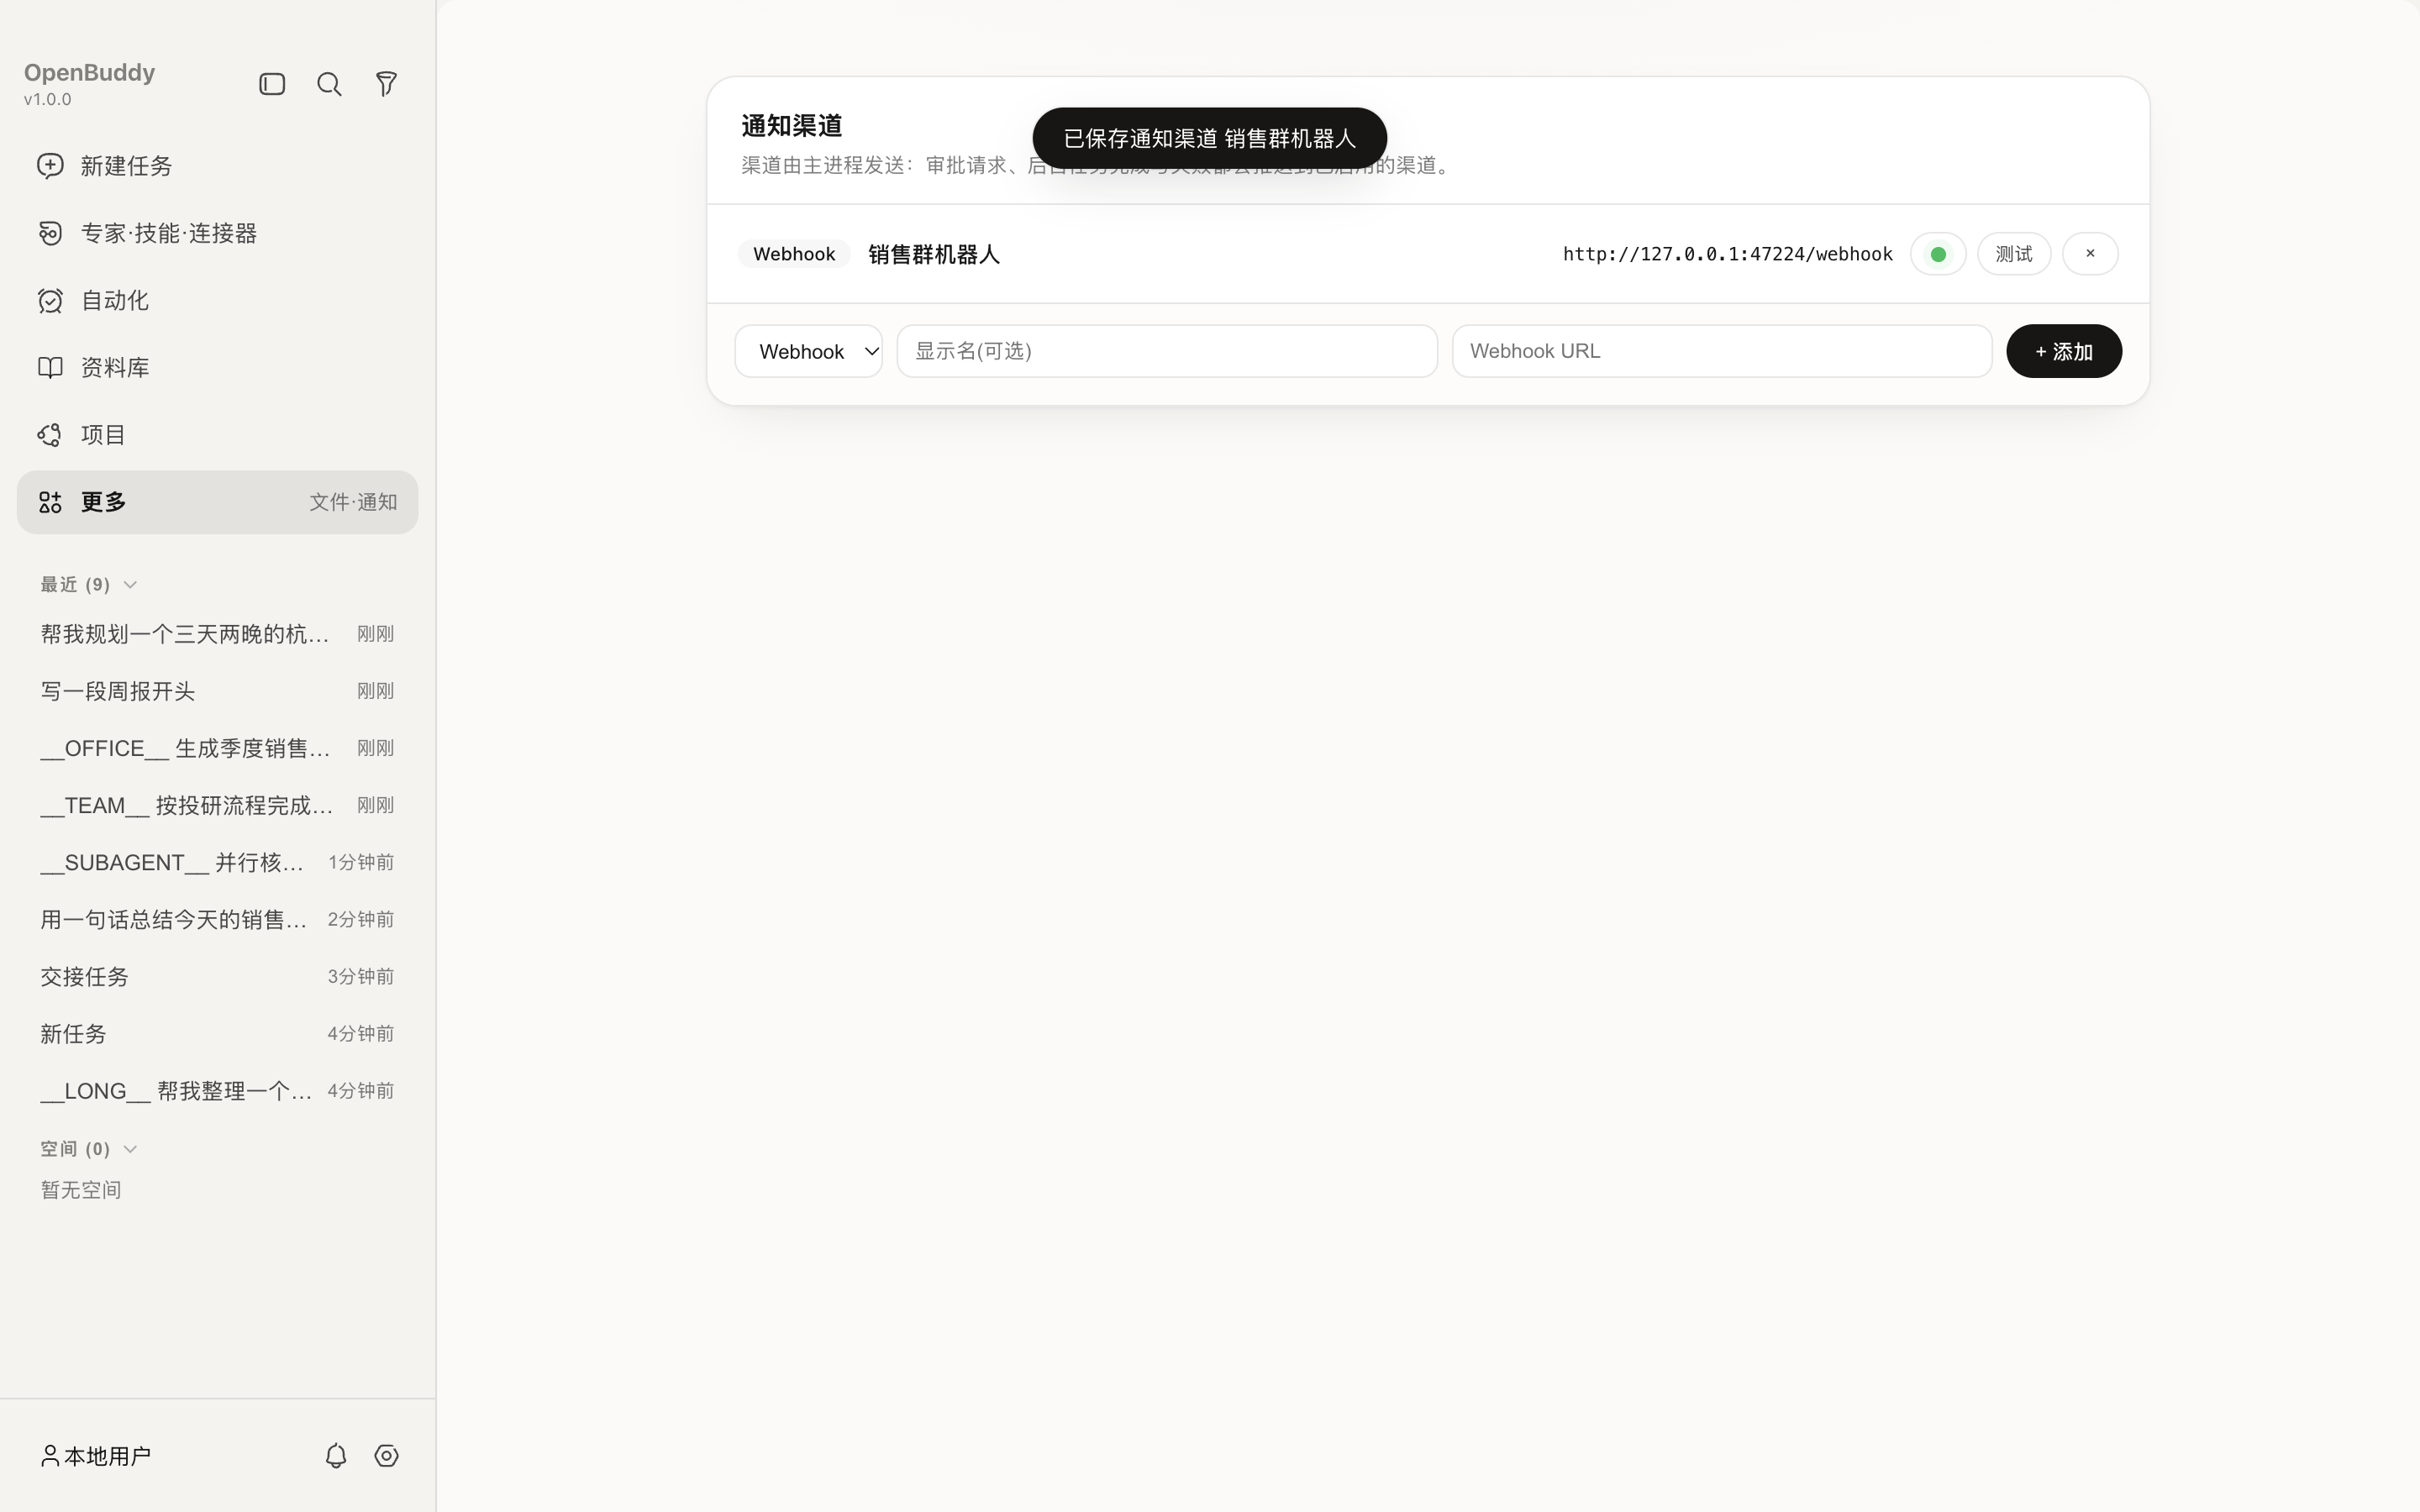 OpenBuddy
v1.0.0
新建任务
专家·技能·连接器
自动化
资料库
项目
更多 文件·通知
最近 (9)
帮我规划一个三天两晚的杭… 刚刚
写一段周报开头 刚刚
__OFFICE__ 生成季度销售… 刚刚
__TEAM__ 按投研流程完成… 刚刚
__SUBAGENT__ 并行核… 1分钟前
用一句话总结今天的销售… 2分钟前
交接任务 3分钟前
新任务 4分钟前
__LONG__ 帮我整理一个… 4分钟前
空间 (0)
暂无空间
本地用户
通知渠道
已保存通知渠道 销售群机器人
渠道由主进程发送：审批请求、后 的渠道。
Webhook 销售群机器人 http://127.0.0.1:47224/webhook 测试 ×
Webhook 显示名(可选) Webhook URL + 添加